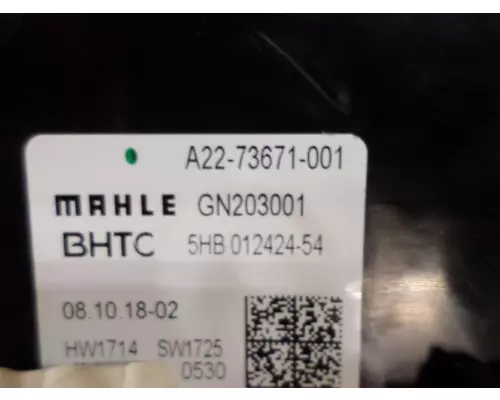 A22-73671-001
MAHLE GN203001
BHTC 5HB 012424-54
08.10.18-02
HW1714 SW1725
0530